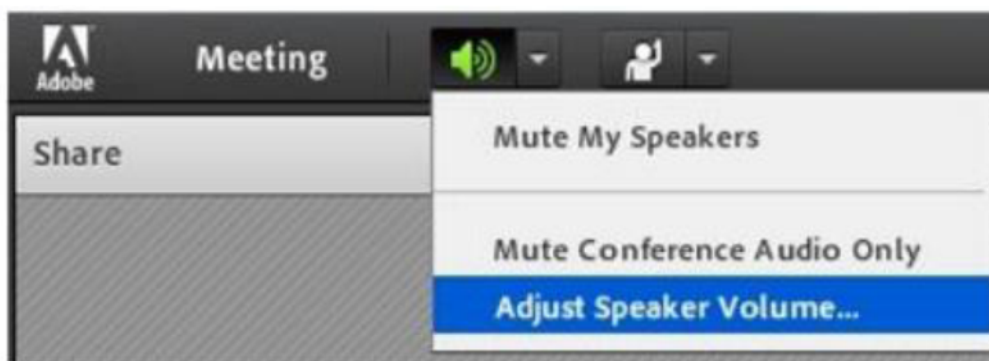 Adobe
Meeting
Share
Mute My Speakers
Mute Conference Audio Only
Adjust Speaker Volume...